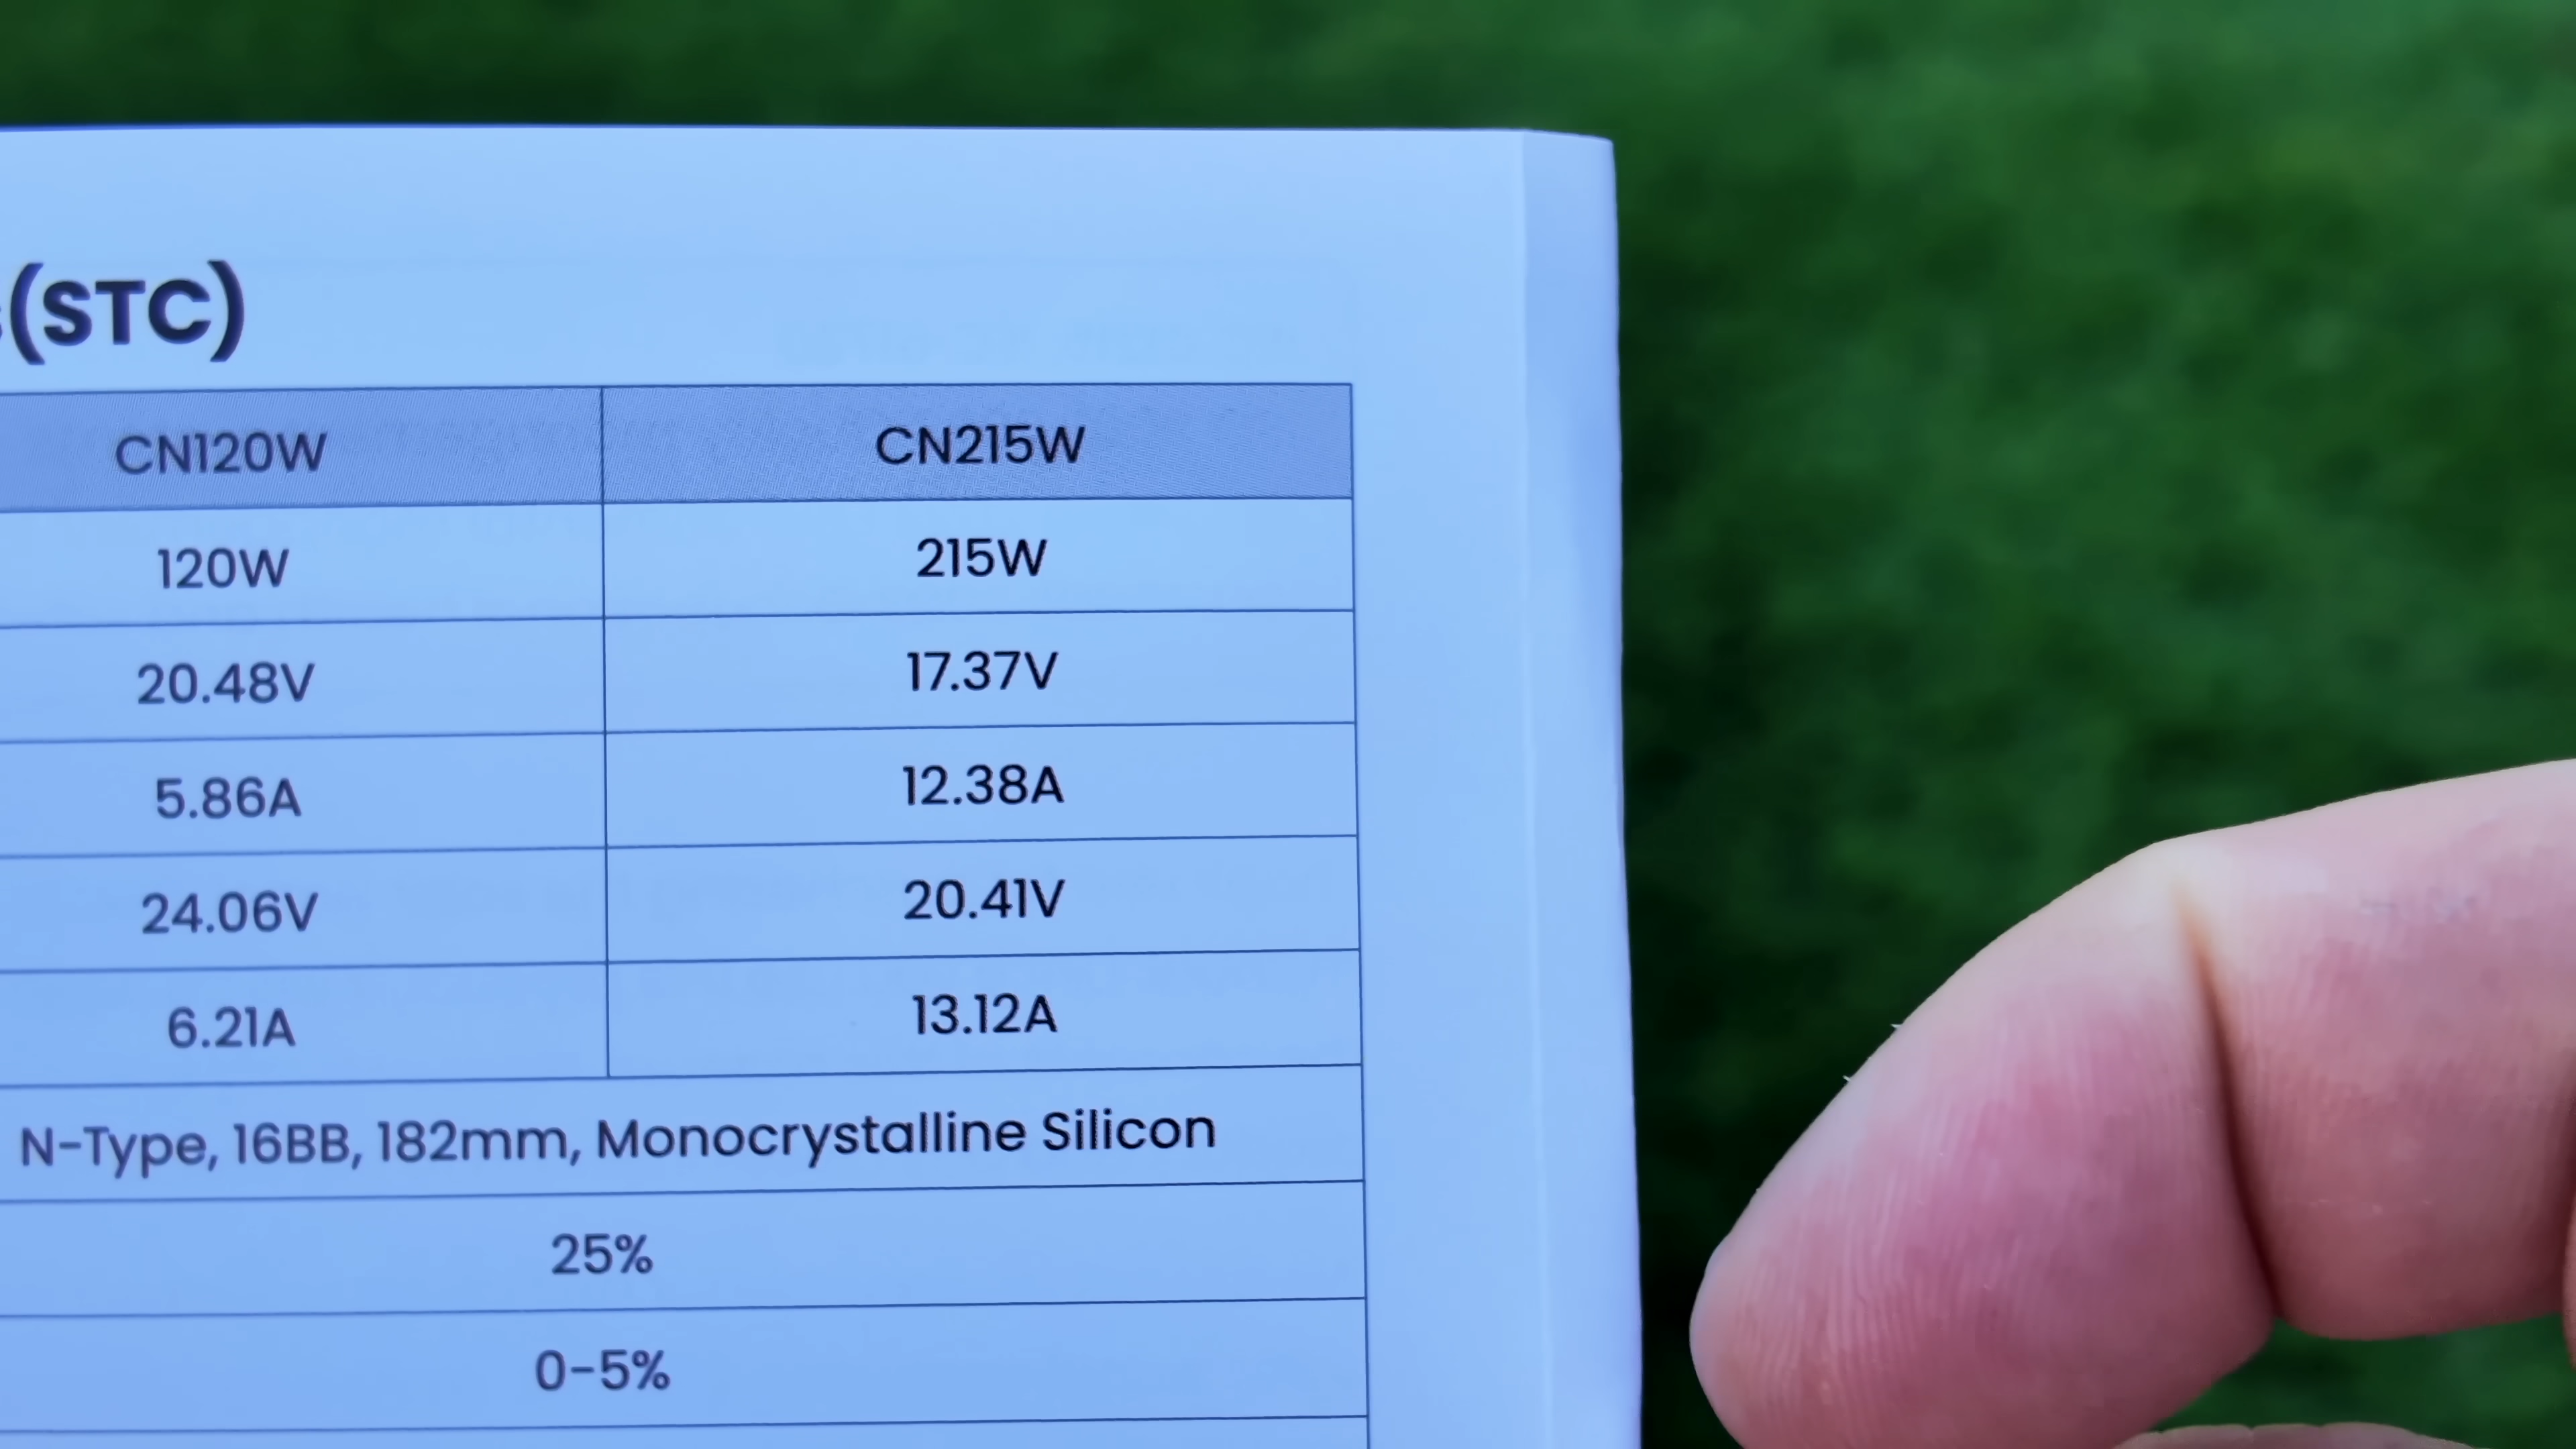 (STC)
CN120W CN215W
120W 215W
20.48V 17.37V
5.86A 12.38A
24.06V 20.41V
6.21A 13.12A
N-Type, 16BB, 182mm, Monocrystalline Silicon
25%
0-5%